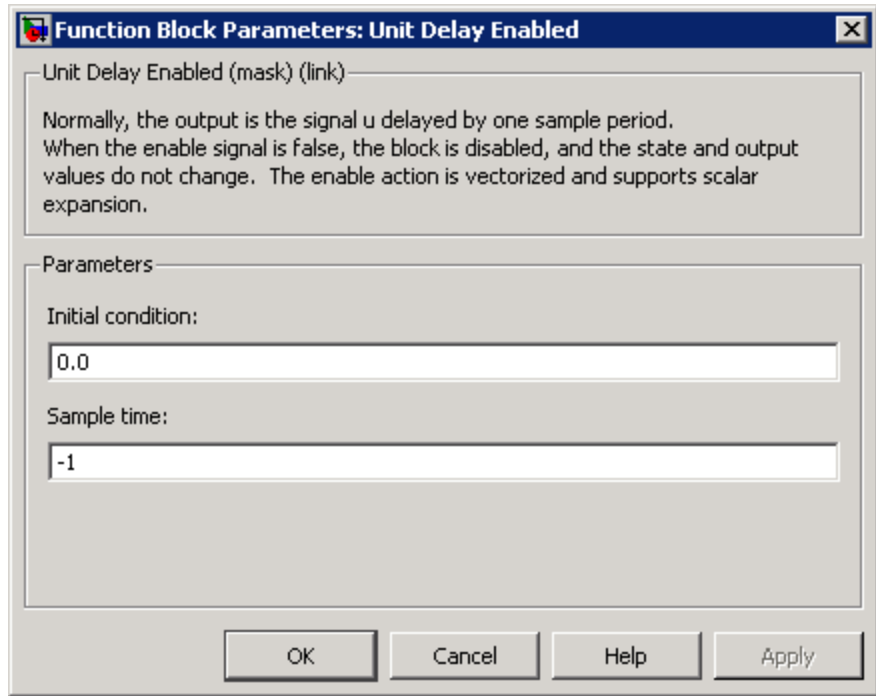 Function Block Parameters: Unit Delay Enabled
Unit Delay Enabled (mask) (link)
Normally, the output is the signal u delayed by one sample period.
When the enable signal is false, the block is disabled, and the state and output
values do not change.  The enable action is vectorized and supports scalar
expansion.
Parameters
Initial condition:
0.0
Sample time:
-1
OK
Cancel
Help
Apply